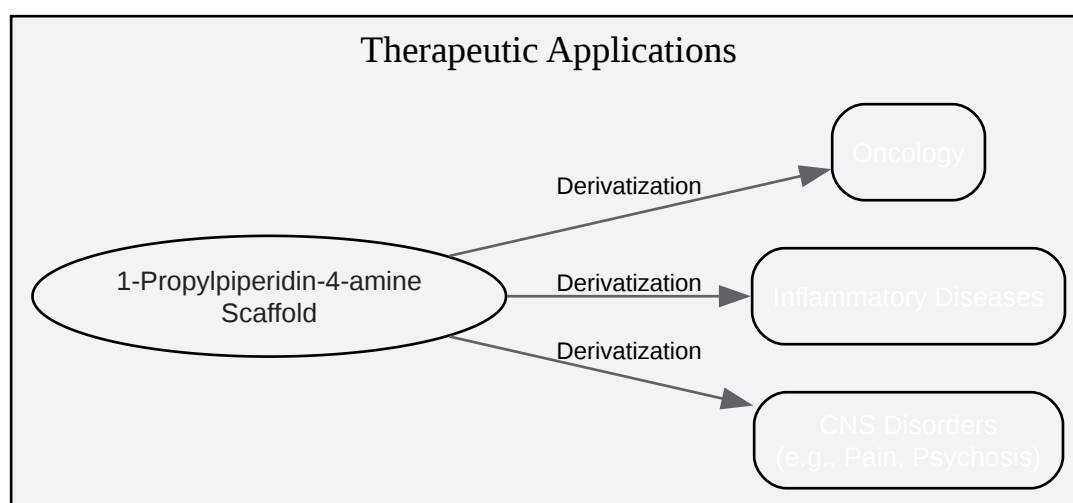 Therapeutic Applications
Oncology
Derivatization
1-Propylpiperidin-4-amine
Scaffold
Derivatization
Inflammatory Diseases
Derivatization
CNS Disorders
(e.g., Pain, Psychosis)